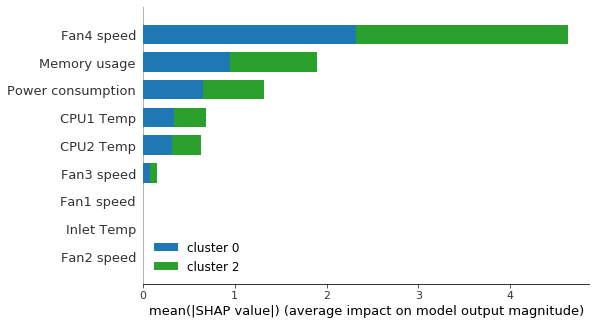 Fan4 speed
Memory usage
Power consumption
CPU1 Temp
CPU2 Temp
Fan3 speed
Fan1 speed
Inlet Temp
Fan2 speed
cluster 0
cluster 2
0 1 2 3 4
mean(|SHAP value|) (average impact on model output magnitude)